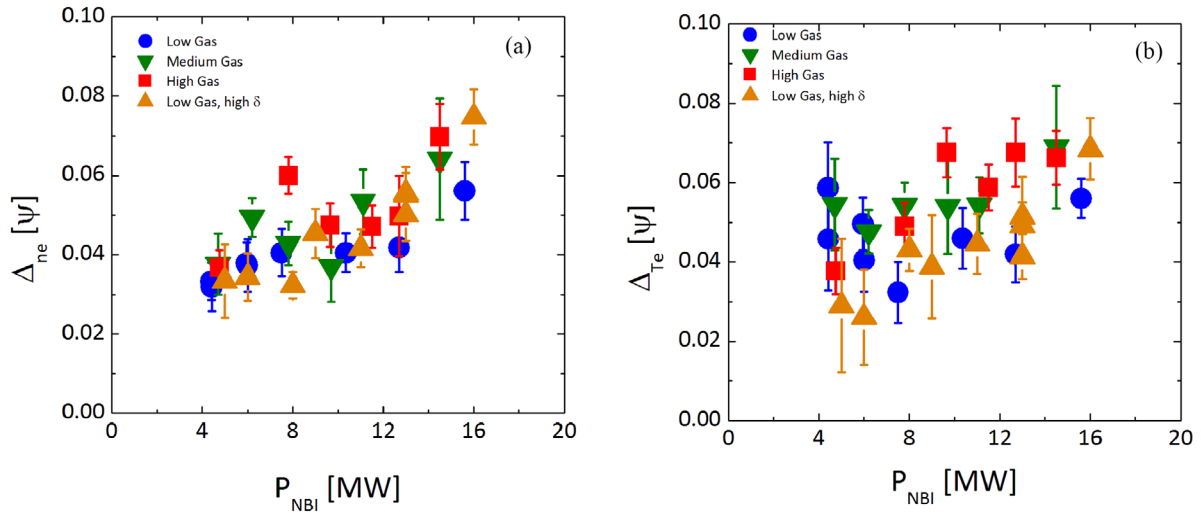 0.10
0.08
0.06
0.04
0.02
0.00
Δne [Ψ]
(a)
Low Gas
Medium Gas
High Gas
Low Gas, high δ
4 8 12 16 20
PNBI [MW]
0.10
0.08
0.06
0.04
0.02
0.00
ΔTe [Ψ]
(b)
Low Gas
Medium Gas
High Gas
Low Gas, high δ
0 4 8 12 16 20
PNBI [MW]